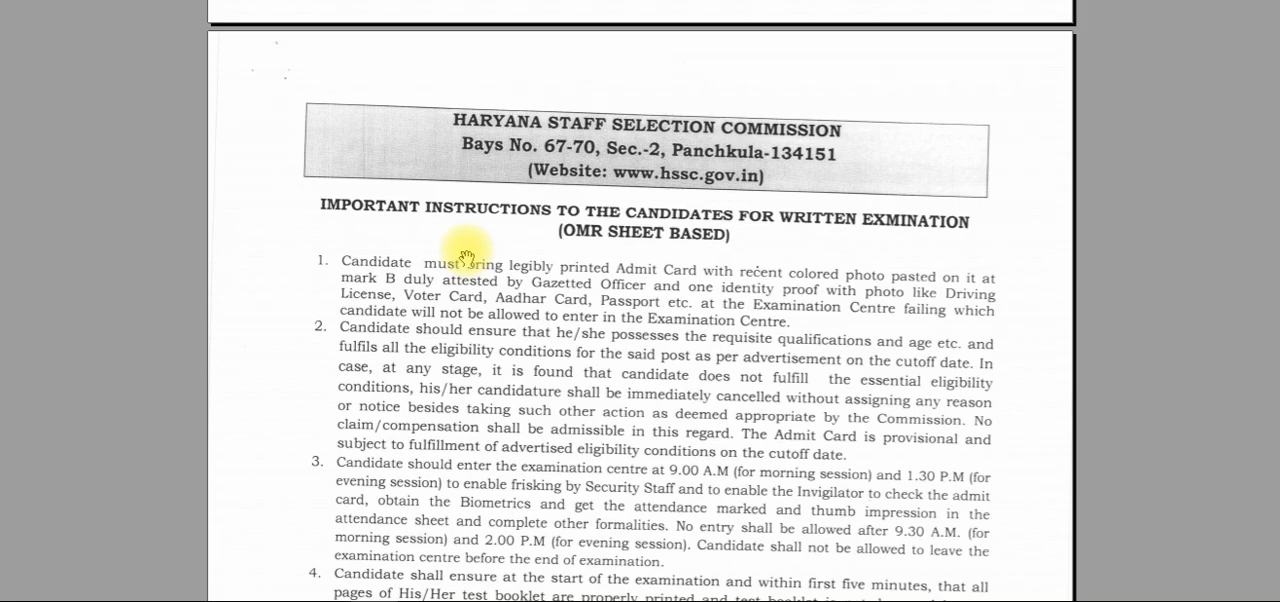 HARYANA STAFF SELECTION COMMISSION
Bays No. 67-70, Sec.-2, Panchkula-134151
(Website: www.hssc.gov.in)
IMPORTANT INSTRUCTIONS TO THE CANDIDATES FOR WRITTEN EXMINATION
(OMR SHEET BASED)
1. Candidate must bring legibly printed Admit Card with recent colored photo pasted on it at
mark B duly attested by Gazetted Officer and one identity proof with photo like Driving
License, Voter Card, Aadhar Card, Passport etc. at the Examination Centre failing which
candidate will not be allowed to enter in the Examination Centre.
2. Candidate should ensure that he/she possesses the requisite qualifications and age etc. and
fulfils all the eligibility conditions for the said post as per advertisement on the cutoff date. In
case, at any stage, it is found that candidate does not fulfill the essential eligibility
conditions, his/her candidature shall be immediately cancelled without assigning any reason
or notice besides taking such other action as deemed appropriate by the Commission. No
claim/compensation shall be admissible in this regard. The Admit Card is provisional and
subject to fulfillment of advertised eligibility conditions on the cutoff date.
3. Candidate should enter the examination centre at 9.00 A.M (for morning session) and 1.30 P.M (for
evening session) to enable frisking by Security Staff and to enable the Invigilator to check the admit
card, obtain the Biometrics and get the attendance marked and thumb impression in the
attendance sheet and complete other formalities. No entry shall be allowed after 9.30 A.M. (for
morning session) and 2.00 P.M (for evening session). Candidate shall not be allowed to leave the
examination centre before the end of examination.
4. Candidate shall ensure at the start of the examination and within first five minutes, that all
pages of His/Her test booklet are properly printed and test booklet is